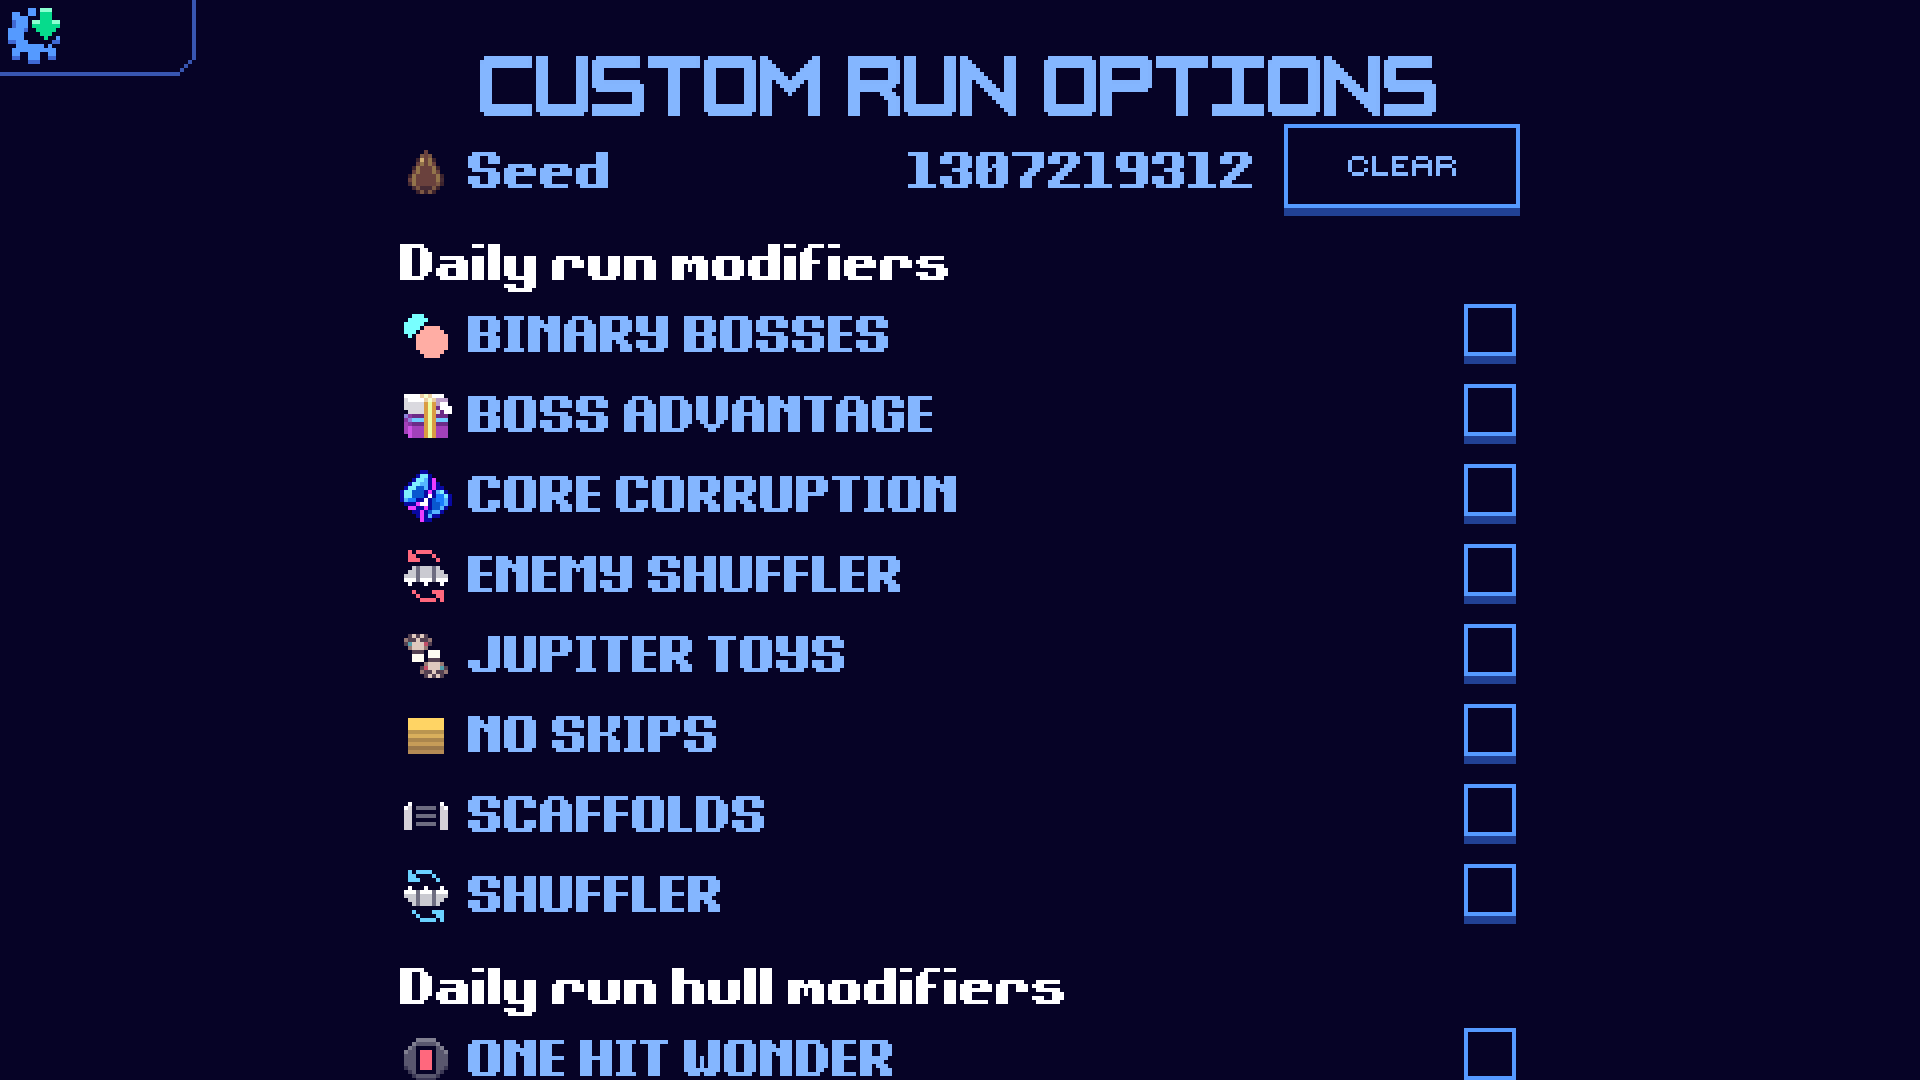 CUSTOM RUN OPTIONS
Seed 1307219312 CLEAR
Daily run modifiers
BINARY BOSSES
BOSS ADVANTAGE
CORE CORRUPTION
ENEMY SHUFFLER
JUPITER TOYS
NO SKIPS
SCAFFOLDS
SHUFFLER
Daily run hull modifiers
ONE HIT WONDER